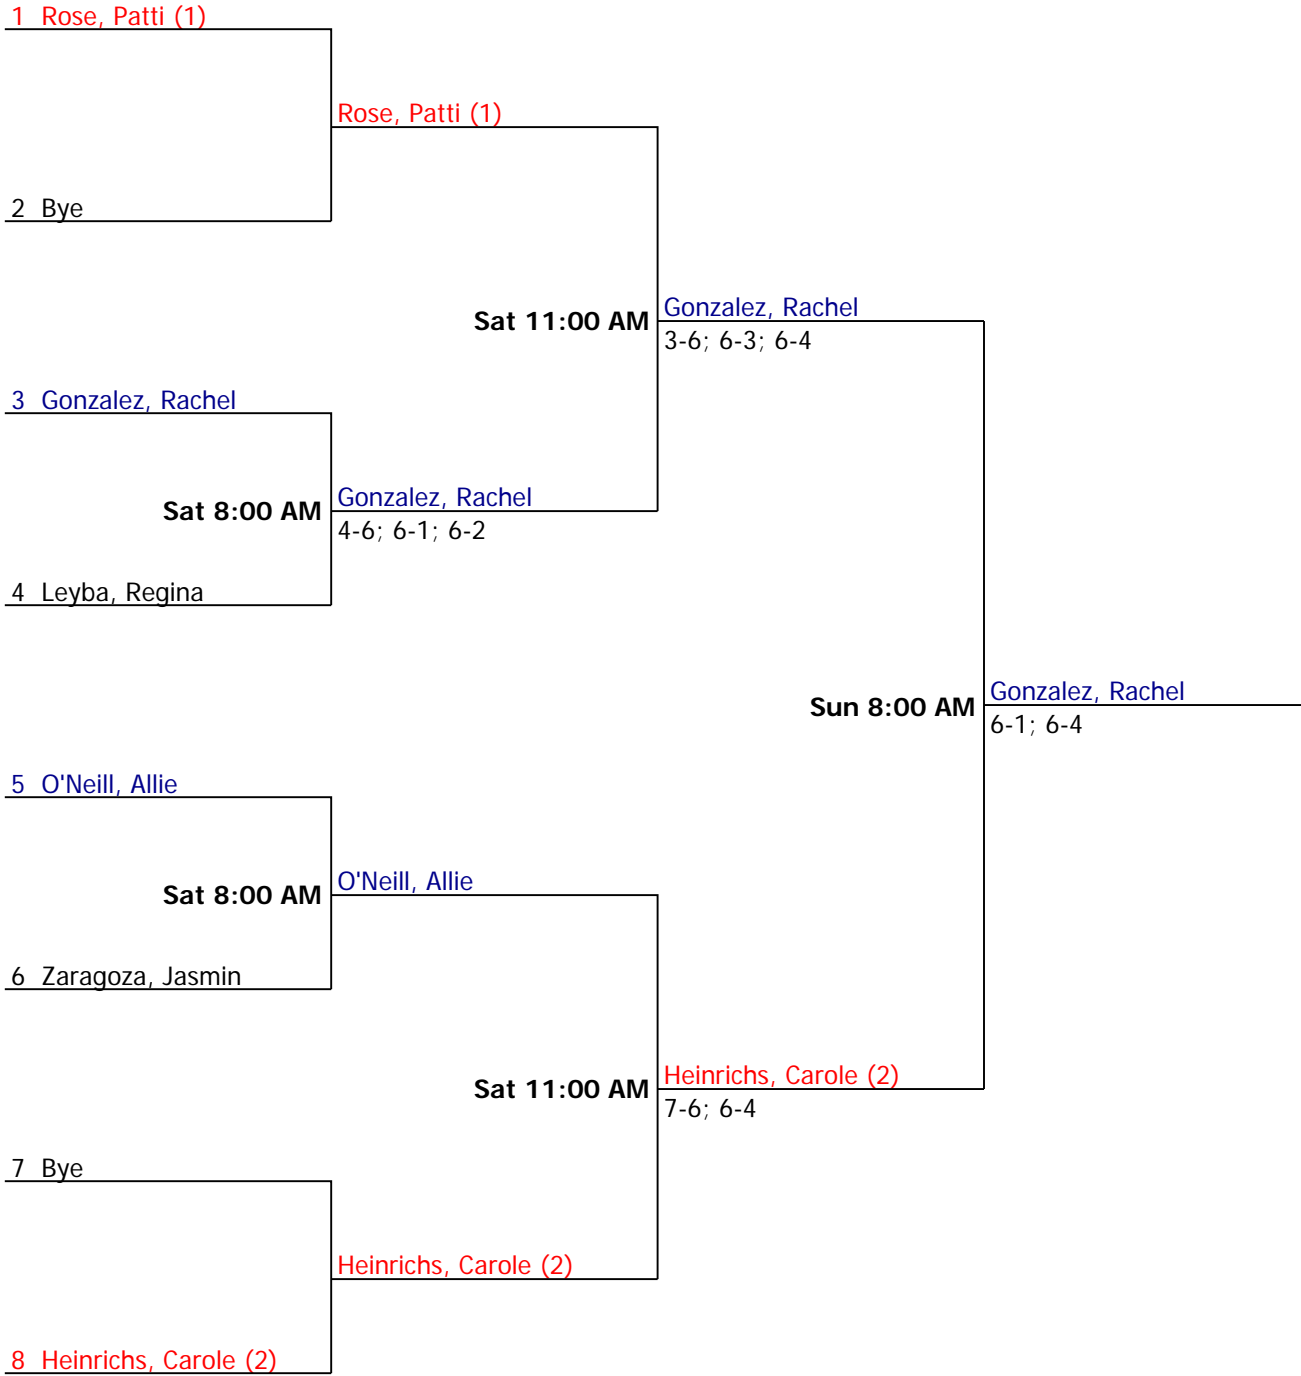 1 Rose, Patti (1)
Rose, Patti (1)
2 Bye
Sat 11:00 AM
Gonzalez, Rachel
3-6; 6-3; 6-4
3 Gonzalez, Rachel
Sat 8:00 AM
Gonzalez, Rachel
4-6; 6-1; 6-2
4 Leyba, Regina
Sun 8:00 AM
Gonzalez, Rachel
6-1; 6-4
5 O'Neill, Allie
Sat 8:00 AM
O'Neill, Allie
6 Zaragoza, Jasmin
Sat 11:00 AM
Heinrichs, Carole (2)
7-6; 6-4
7 Bye
Heinrichs, Carole (2)
8 Heinrichs, Carole (2)